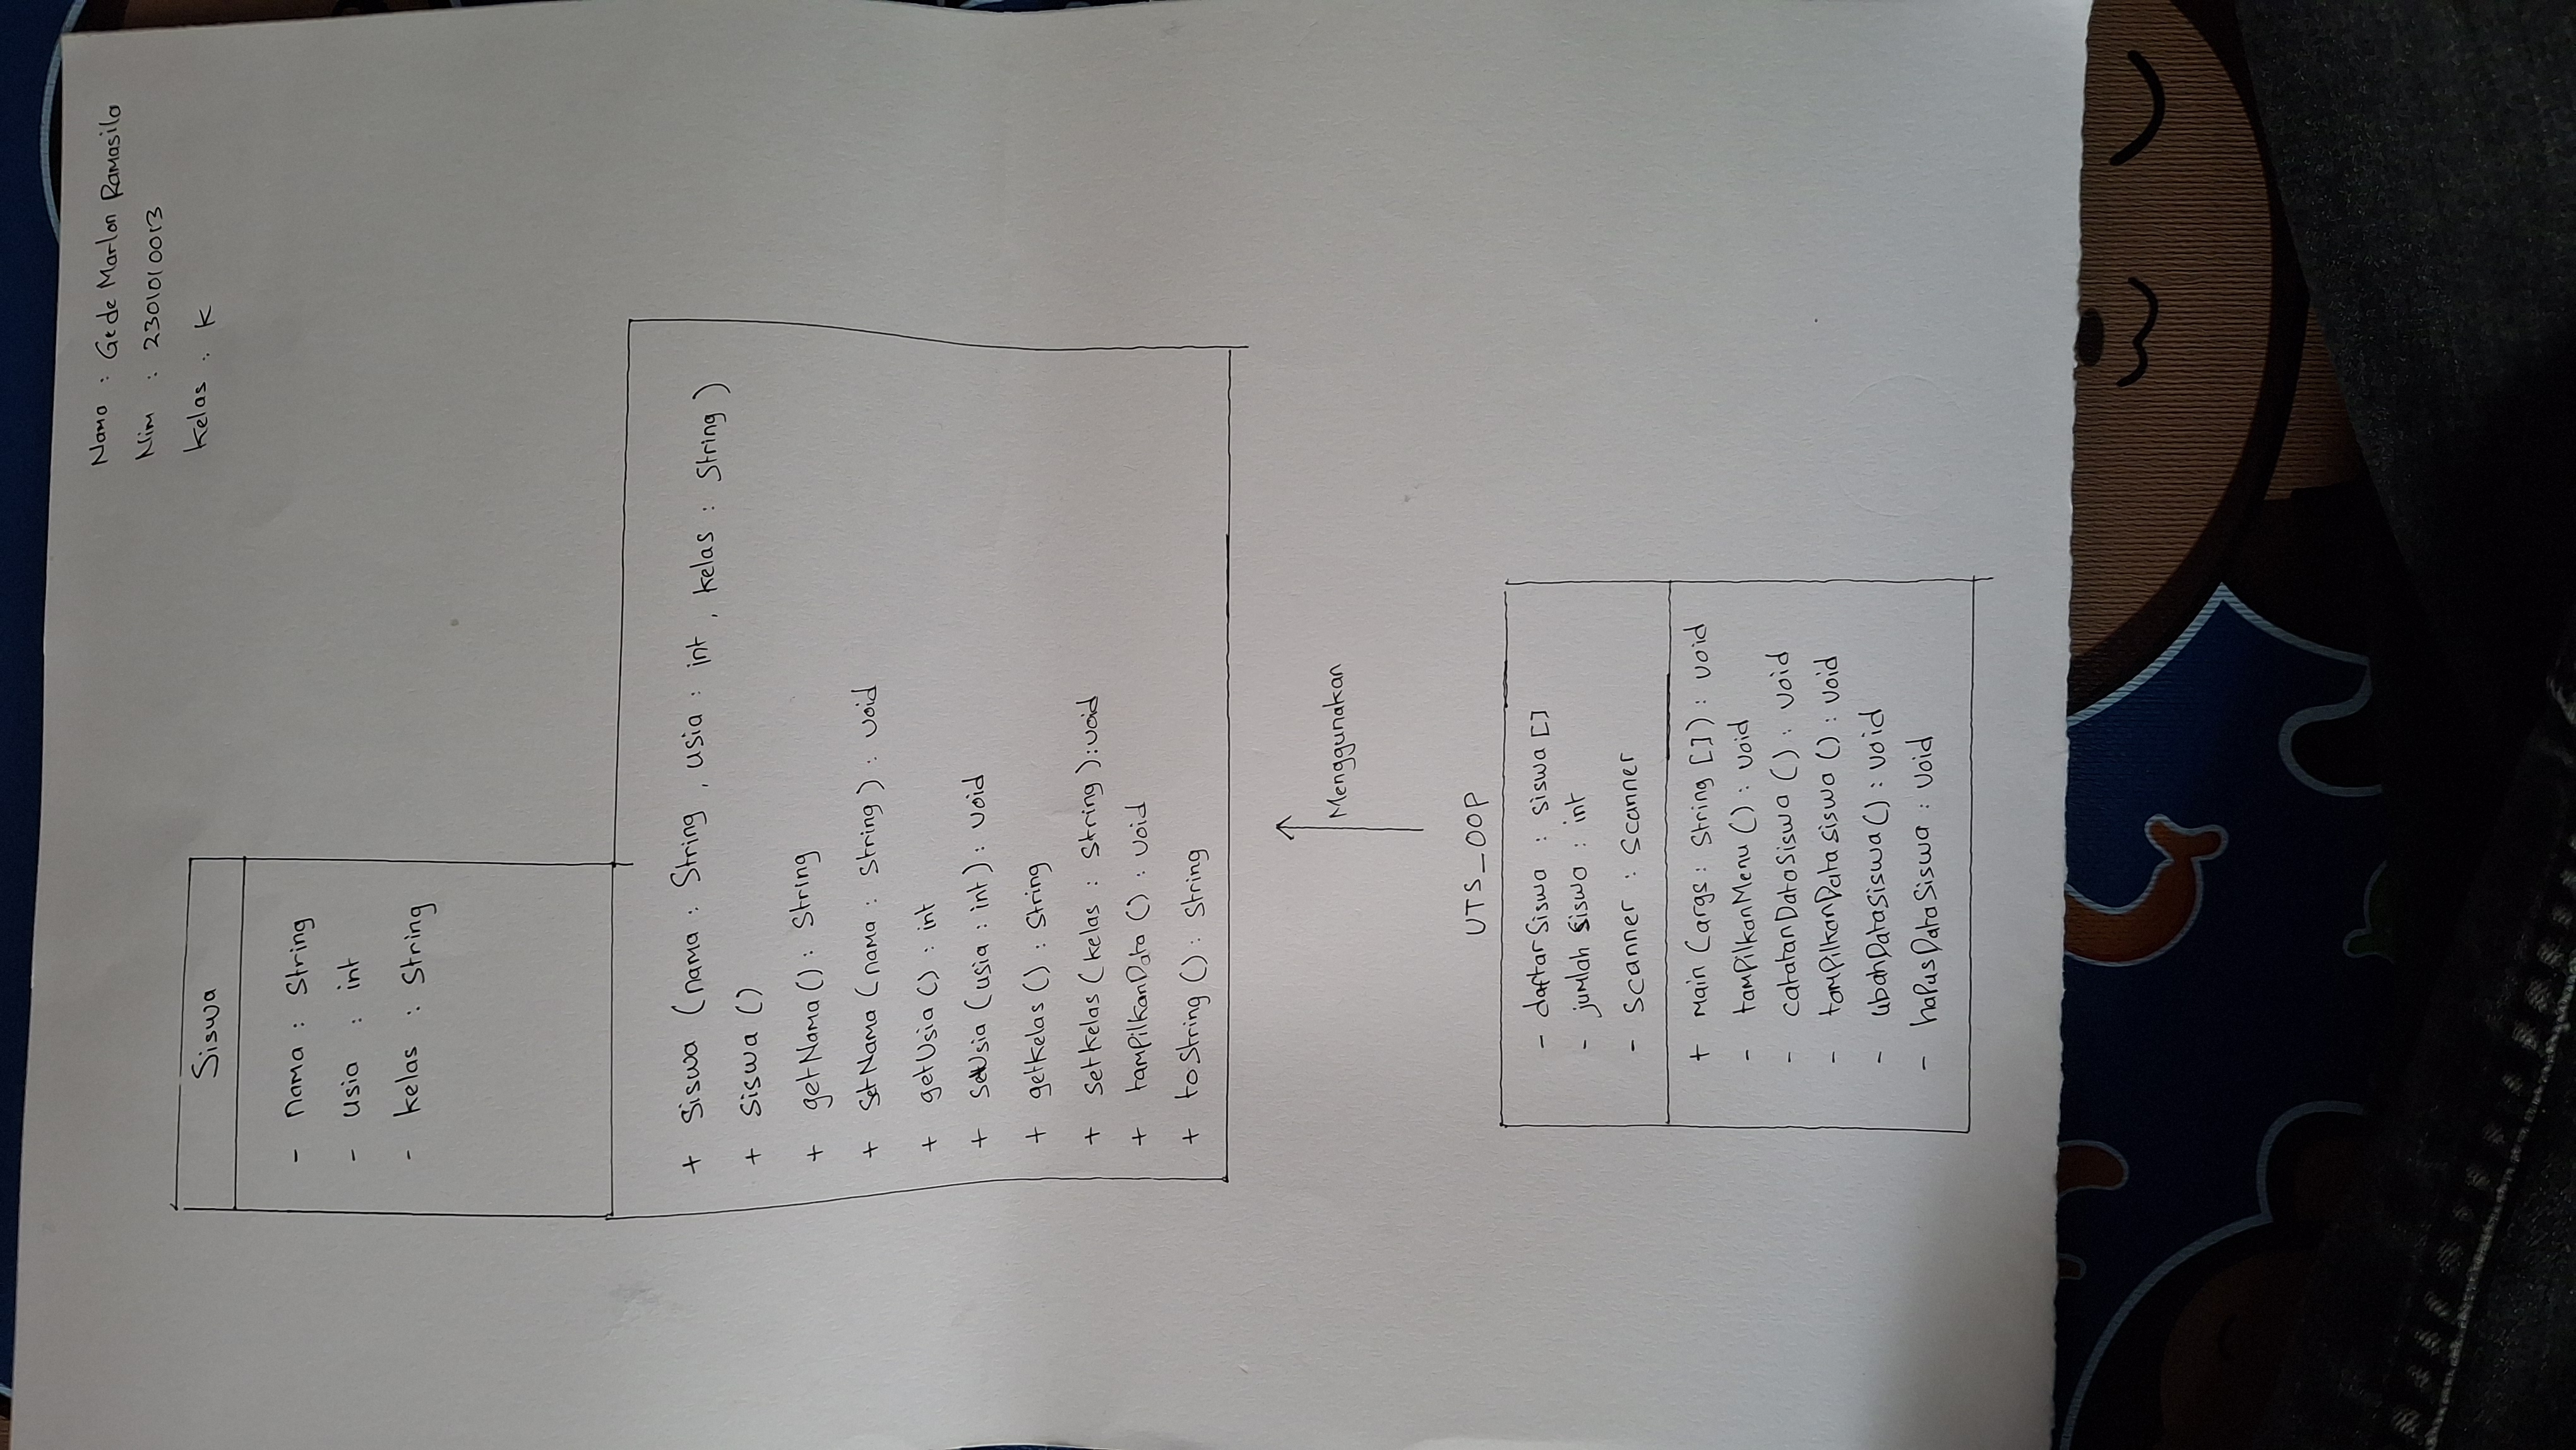 Nama : Gede Marlon Ramasila
Nim : 2301010013
Kelas : K
Siswa
- nama : String
- usia : int
- kelas : String
+ Siswa (nama : String , usia : int , kelas : String )
+ Siswa ()
+ getNama () : String
+ SetNama (nama : String ) : void
+ getUsia () : int
+ SetUsia (usia : int ) : void
+ getKelas () : String
+ SetKelas (kelas : String ) : void
+ tampilkanData () : void
+ toString () : String
Menggunakan
UTS_OOP
- daftarSiswa : Siswa []
- jumlah Siswa : int
- Scanner : Scanner
+ Main (args : String []) : void
- tampilkanMenu () : void
- catatanDataSiswa () : void
- tampilkanDataSiswa () : void
- ubahDataSiswa () : void
- hapusDataSiswa : void